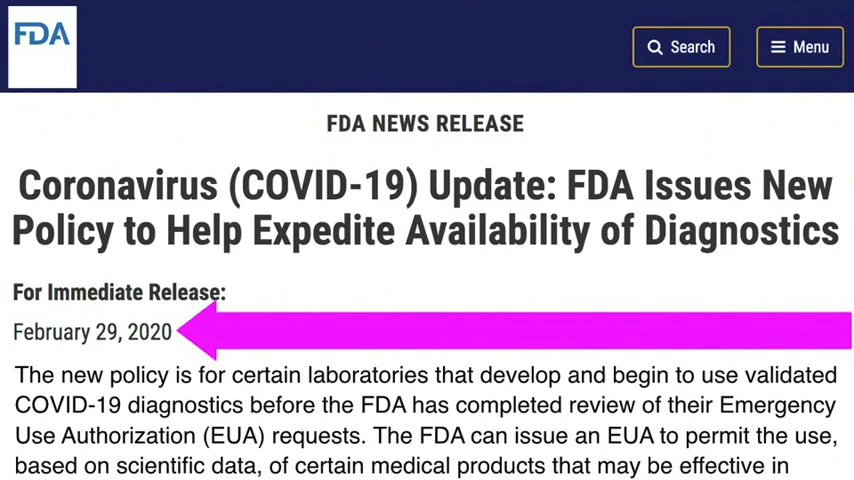 FDA
Search
Menu
FDA NEWS RELEASE
Coronavirus (COVID-19) Update: FDA Issues New
Policy to Help Expedite Availability of Diagnostics
For Immediate Release:
February 29, 2020
The new policy is for certain laboratories that develop and begin to use validated
COVID-19 diagnostics before the FDA has completed review of their Emergency
Use Authorization (EUA) requests. The FDA can issue an EUA to permit the use,
based on scientific data, of certain medical products that may be effective in